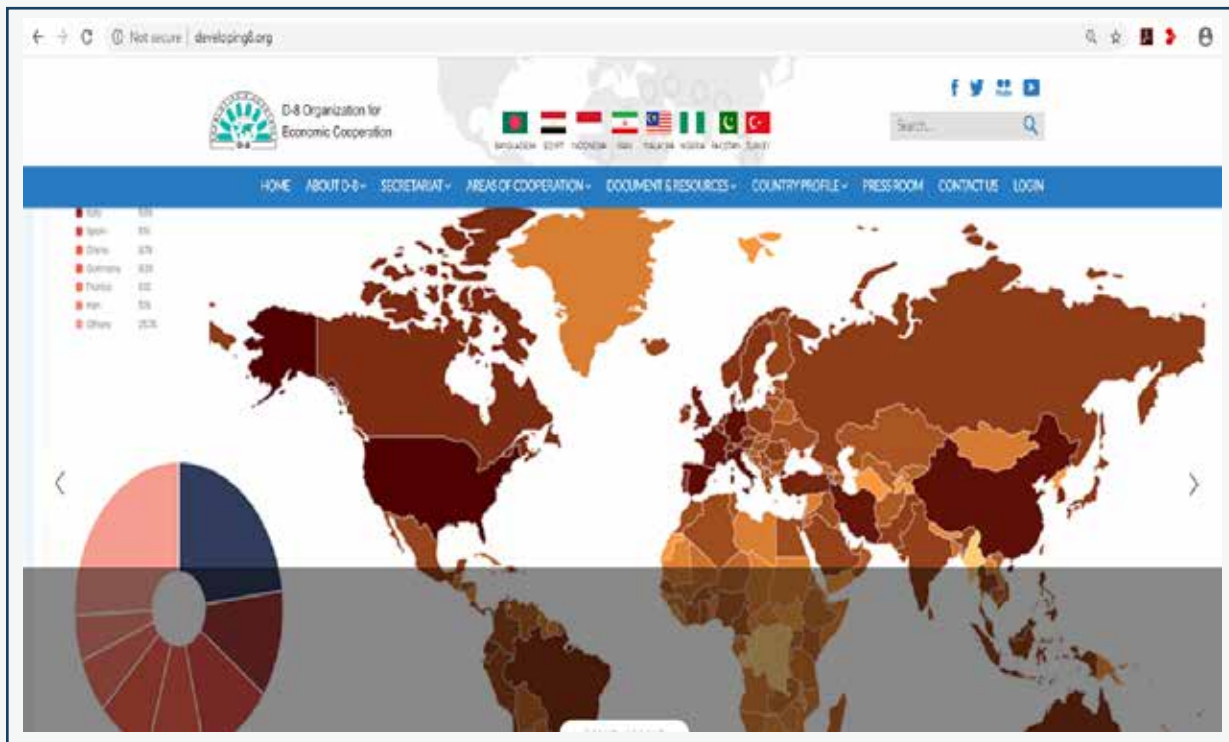 Not secure | developing8.org
D-8 Organization for
Economic Cooperation
D-8
BANGLADESH EGYPT INDONESIA IRAN MALAYSIA NIGERIA PAKISTAN TURKEY
Search...
HOME ABOUT D-8 SECRETARIAT AREAS OF COOPERATION DOCUMENT & RESOURCES COUNTRY PROFILE PRESS ROOM CONTACT US LOGIN
Italy
Spain
China
Germany
France
Iran
Others